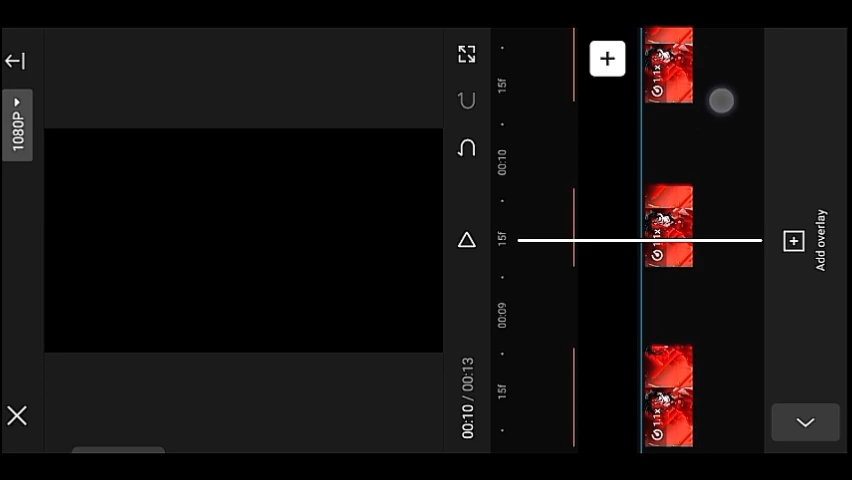 1080P
00:10 / 00:13
15f 00:09 15f 00:10 15f
1.1x 1.1x 1.1x
Add overlay